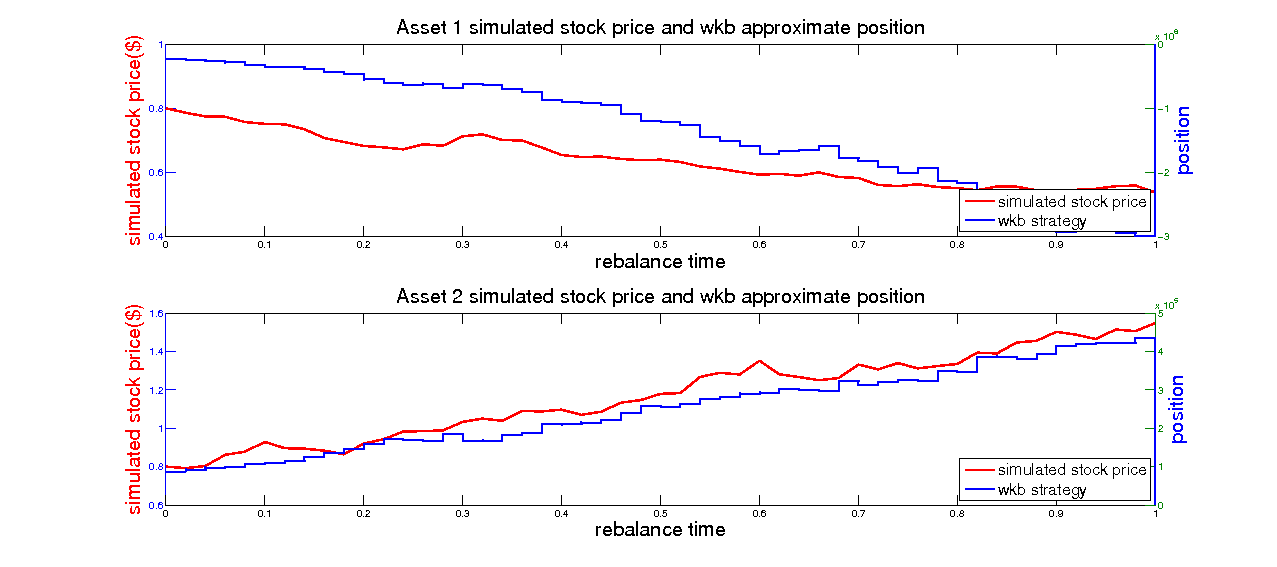 Asset 1 simulated stock price and wkb approximate position
simulated stock price($)
1
0.8
0.6
0.4
0
-1
-2
-3
position
simulated stock price
wkb strategy
0 0.1 0.2 0.3 0.4 0.5 0.6 0.7 0.8 0.9 1
rebalance time
Asset 2 simulated stock price and wkb approximate position
simulated stock price($)
1.6
1.4
1.2
1
0.8
0.6
5
4
3
2
1
0
position
simulated stock price
wkb strategy
0 0.1 0.2 0.3 0.4 0.5 0.6 0.7 0.8 0.9 1
rebalance time